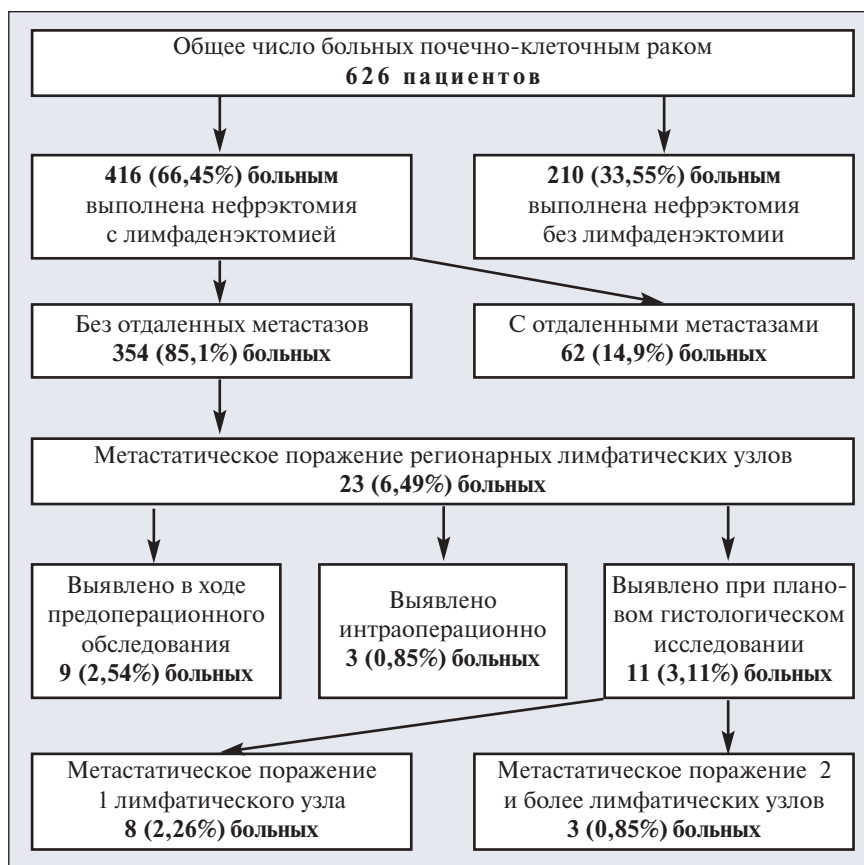 Общее число больных почечно-клеточным раком
626 пациентов
416 (66,45%) больным
выполнена нефрэктомия
с лимфаденэктомией
210 (33,55%) больным
выполнена нефрэктомия
без лимфаденэктомии
Без отдаленных метастазов
354 (85,1%) больных
С отдаленными метастазами
62 (14,9%) больных
Метастатическое поражение регионарных лимфатических узлов
23 (6,49%) больных
Выявлено в ходе
предоперационного
обследования
9 (2,54%) больных
Выявлено
интраоперационно
3 (0,85%) больных
Выявлено при плано-
вом гистологическом
исследовании
11 (3,11%) больных
Метастатическое поражение
1 лимфатического узла
8 (2,26%) больных
Метастатическое поражение 2
и более лимфатических узлов
3 (0,85%) больных